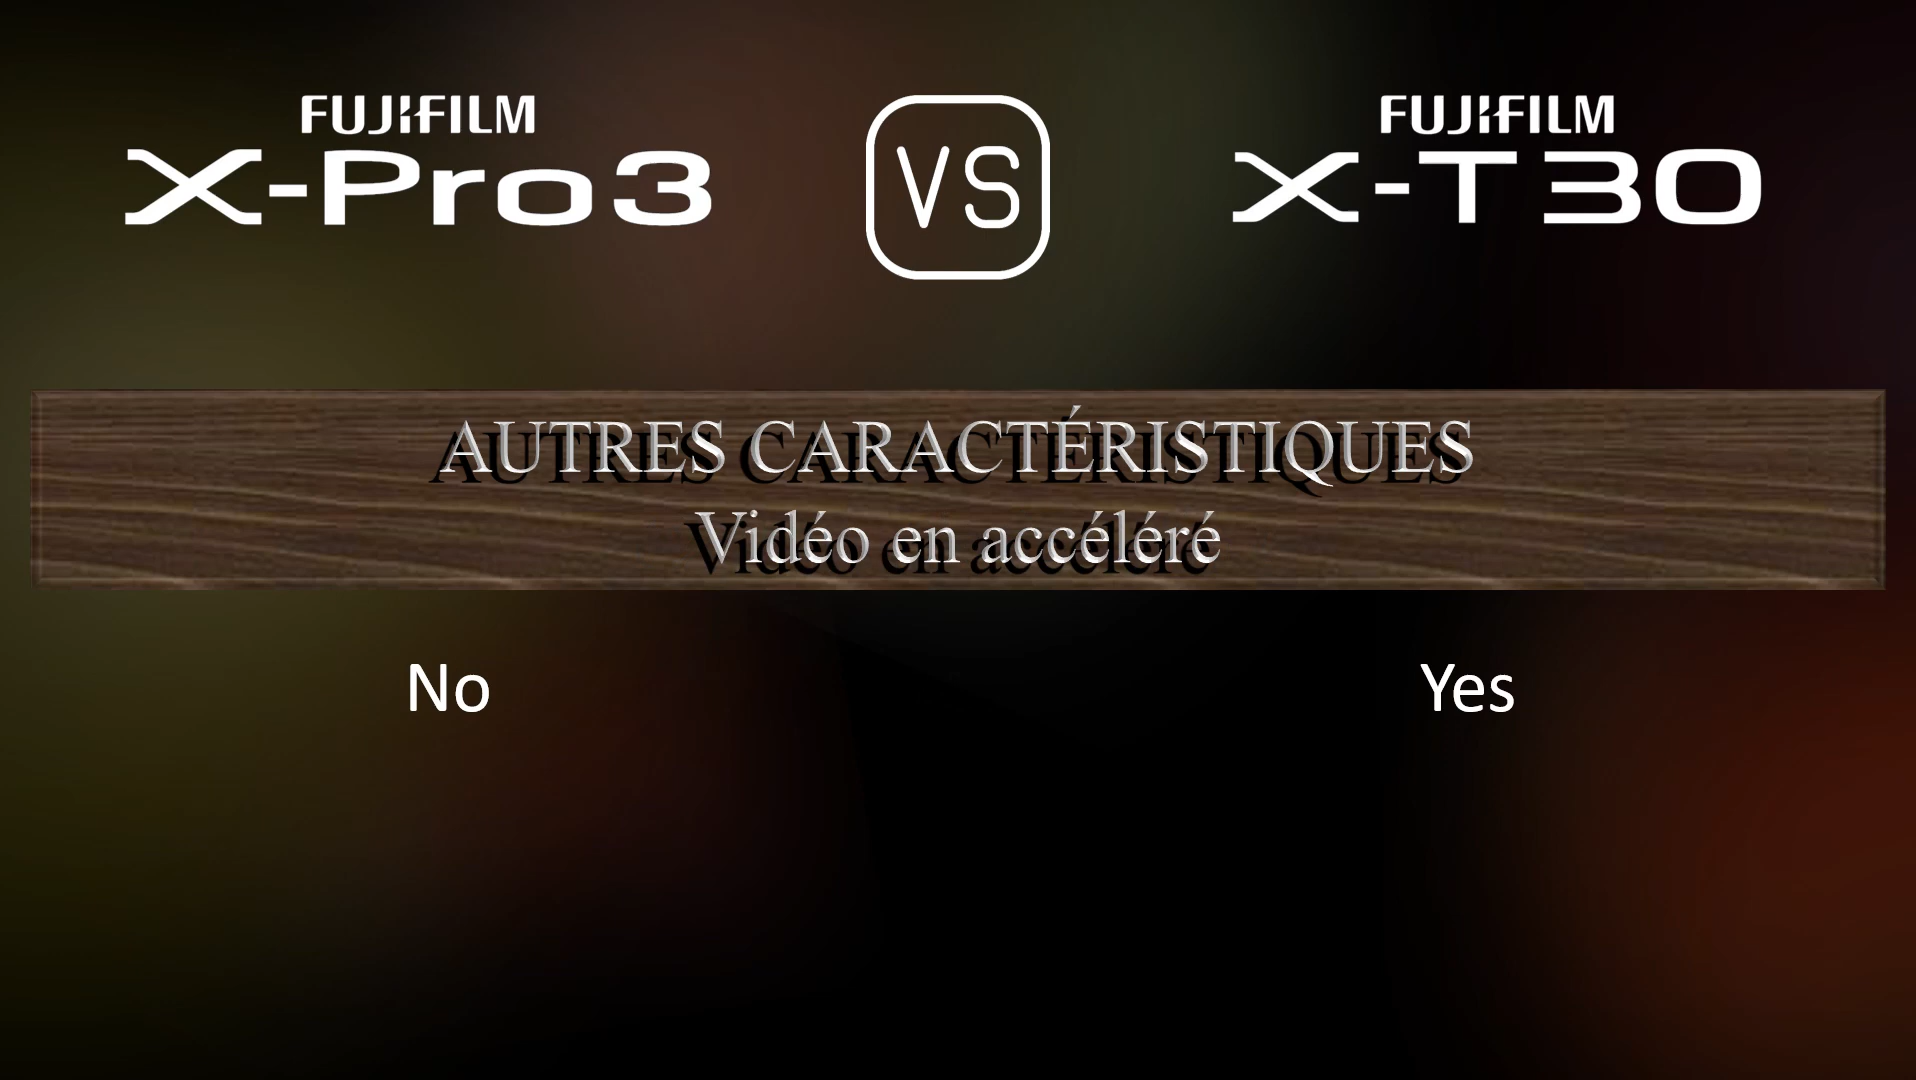 FUJIFILM
X-Pro3
VS
FUJIFILM
X-T30
AUTRES CARACTÉRISTIQUES
Vidéo en accéléré
No
Yes